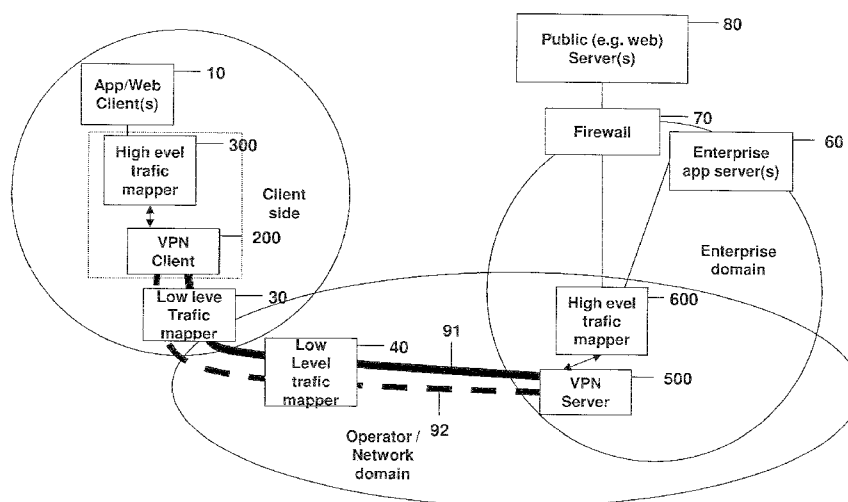 80
Public (e.g. web)
Server(s)
10
App/Web
Client(s)
70
Firewall
60
Enterprise
app server(s)
300
High evel
trafic
mapper
Client
side
200
VPN
Client
Enterprise
domain
30
Low leve
Trafic
mapper
600
High evel
trafic
mapper
40
Low
Level
trafic
mapper
91
92
500
VPN
Server
Operator /
Network
domain